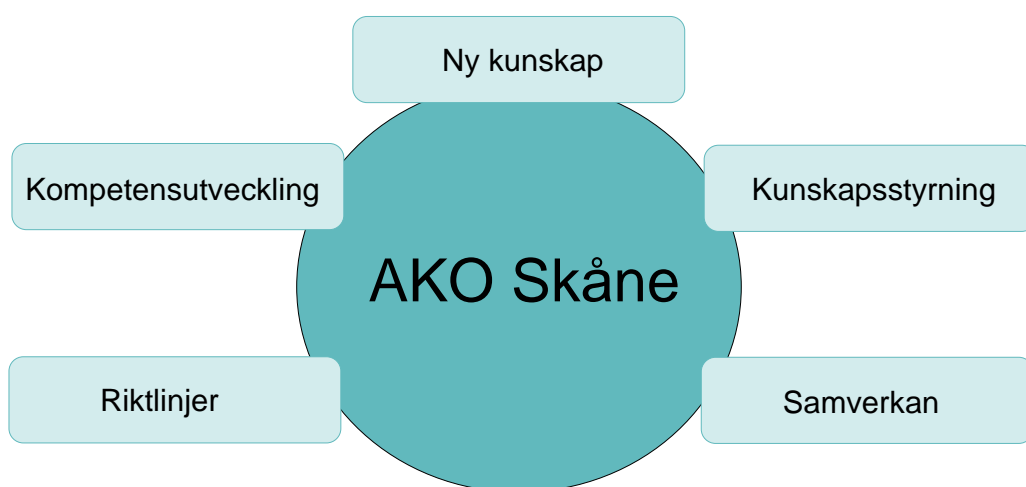 Ny kunskap
Kompetensutveckling
Kunskapsstyrning
AKO Skåne
Riktlinjer
Samverkan